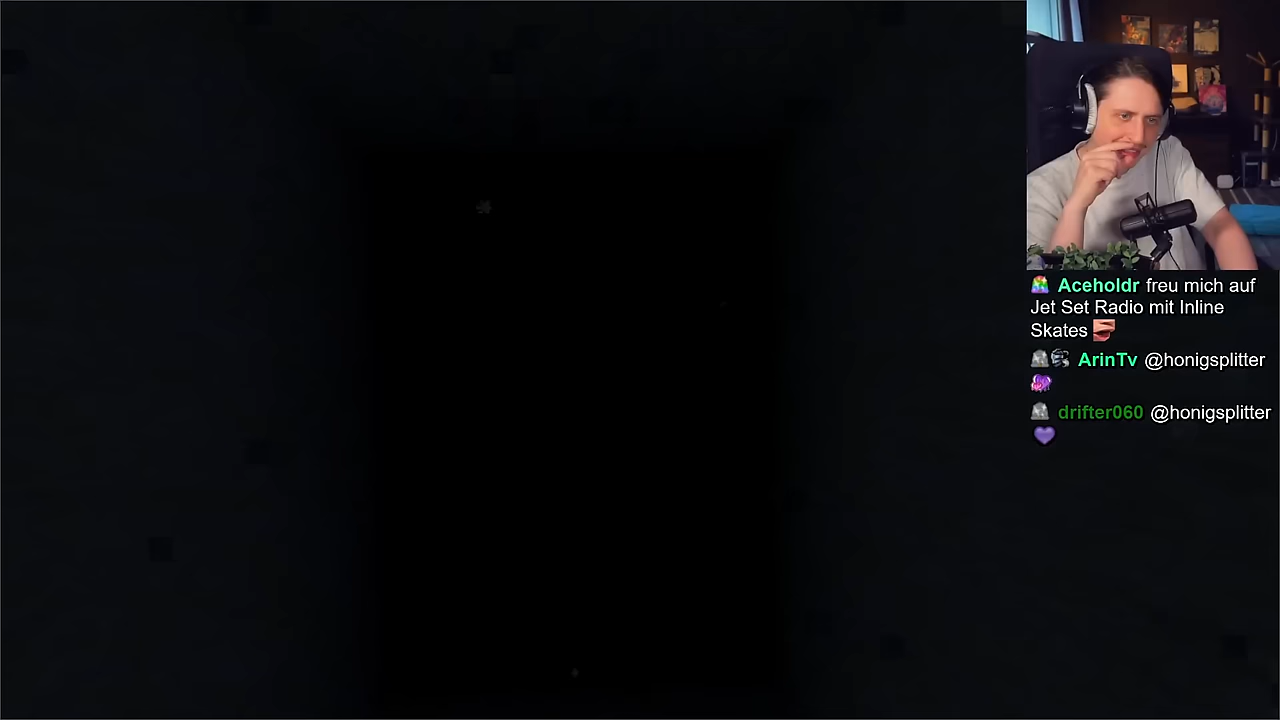 Aceholdr freu mich auf
Jet Set Radio mit Inline
Skates
ArinTv @honigsplitter
drifter060 @honigsplitter